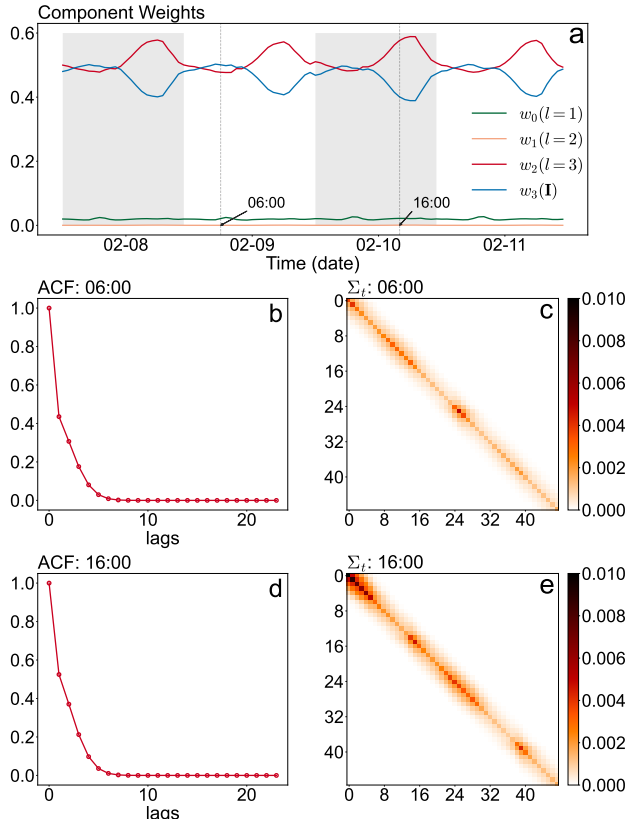 Component Weights
a
0.6
0.4
0.2
0.0
w₀(l = 1)
w₁(l = 2)
w₂(l = 3)
w₃(I)
06:00
16:00
02-08 02-09 02-10 02-11
Time (date)
ACF: 06:00
b
1.0
0.8
0.6
0.4
0.2
0.0
0 10 20
lags
Σₜ: 06:00
c
0
8
16
24
32
40
0 8 16 24 32 40
0.010
0.008
0.006
0.004
0.002
0.000
ACF: 16:00
d
1.0
0.8
0.6
0.4
0.2
0.0
0 10 20
lags
Σₜ: 16:00
e
0
8
16
24
32
40
0 8 16 24 32 40
0.010
0.008
0.006
0.004
0.002
0.000